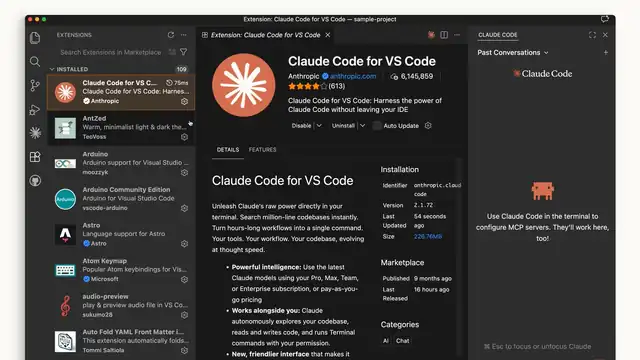 Extension: Claude Code for VS Code — sample-project
EXTENSIONS
Search Extensions in Marketplace
INSTALLED
109
Claude Code for VS C...
75ms
Claude Code for VS Code: Harness...
Anthropic
AntZed
Warm, minimalist light & dark the...
TaoVoss
Arduino
Arduino support for Visual Studio ...
moozzyk
Arduino Community Edition
Arduino for Visual Studio Code
vscode-arduino
Astro
Language support for Astro
Astro
Atom Keymap
Popular Atom keybindings for Vis...
Microsoft
audio-preview
play & preview audio file in VS Co...
sukumo28
Auto Fold YAML Front Matter i...
This extension automatically folds...
Tommi Saltiola
Extension: Claude Code for VS Code
Claude Code for VS Code
Anthropic
anthropic.com
6,145,859
(613)
Claude Code for VS Code: Harness the power of
Claude Code without leaving your IDE
Disable
Uninstall
Auto Update
DETAILS
FEATURES
Claude Code for VS Code
Unleash Claude's raw power directly in your
terminal. Search million-line codebases instantly.
Turn hours-long workflows into a single command.
Your tools. Your workflow. Your codebase, evolving
at thought speed.
• Powerful intelligence: Use the latest
Claude models using your Pro, Max, Team,
or Enterprise subscription, or pay-as-you-
go pricing
• Works alongside you: Claude
autonomously explores your codebase,
reads and writes code, and runs Terminal
commands with your permission.
• New, friendlier interface that makes it
Installation
Identifier
anthropic.claud
code
Version
2.1.72
Last
Updated
54 seconds
ago
Size
226.76MB
Marketplace
Published
9 months ago
Last
Released
16 hours ago
Categories
AI
Chat
CLAUDE CODE
Past Conversations
Claude Code
Use Claude Code in the terminal to
configure MCP servers. They'll work here,
too!
⌘ Esc to focus or unfocus Claude